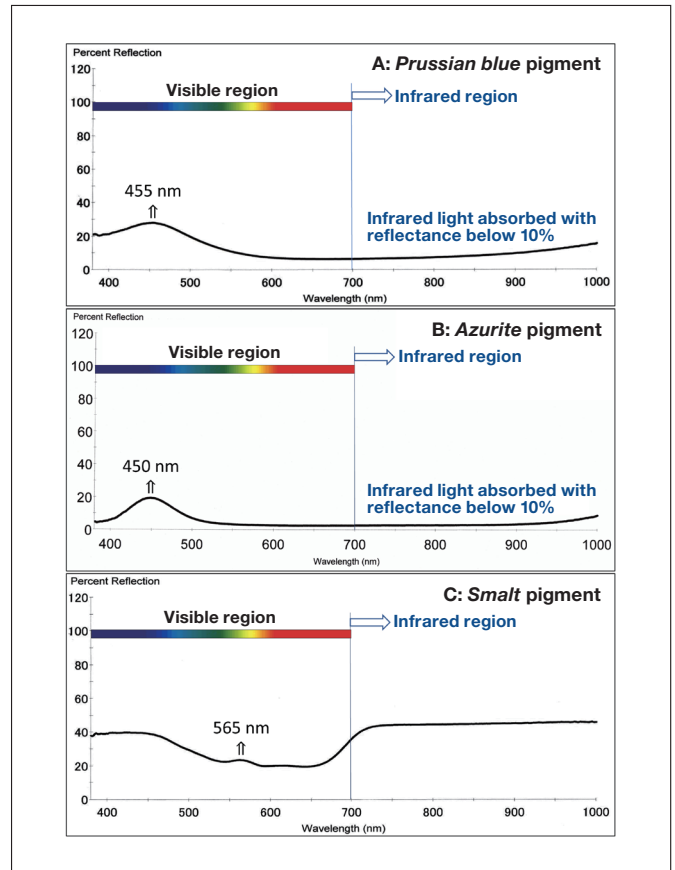 Percent Reflection
A: Prussian blue pigment
120
Visible region
Infrared region
100
80
60
455 nm
⇑
40
Infrared light absorbed with
reflectance below 10%
20
0
400 500 600 700 800 900 1000
Wavelength (nm)
Percent Reflection
B: Azurite pigment
120
Visible region
Infrared region
100
80
60
450 nm
⇑
40
Infrared light absorbed with
reflectance below 10%
20
0
400 500 600 700 800 900 1000
Wavelength (nm)
Percent Reflection
C: Smalt pigment
120
Visible region
Infrared region
100
80
60
565 nm
⇑
40
20
0
400 500 600 700 800 900 1000
Wavelength (nm)